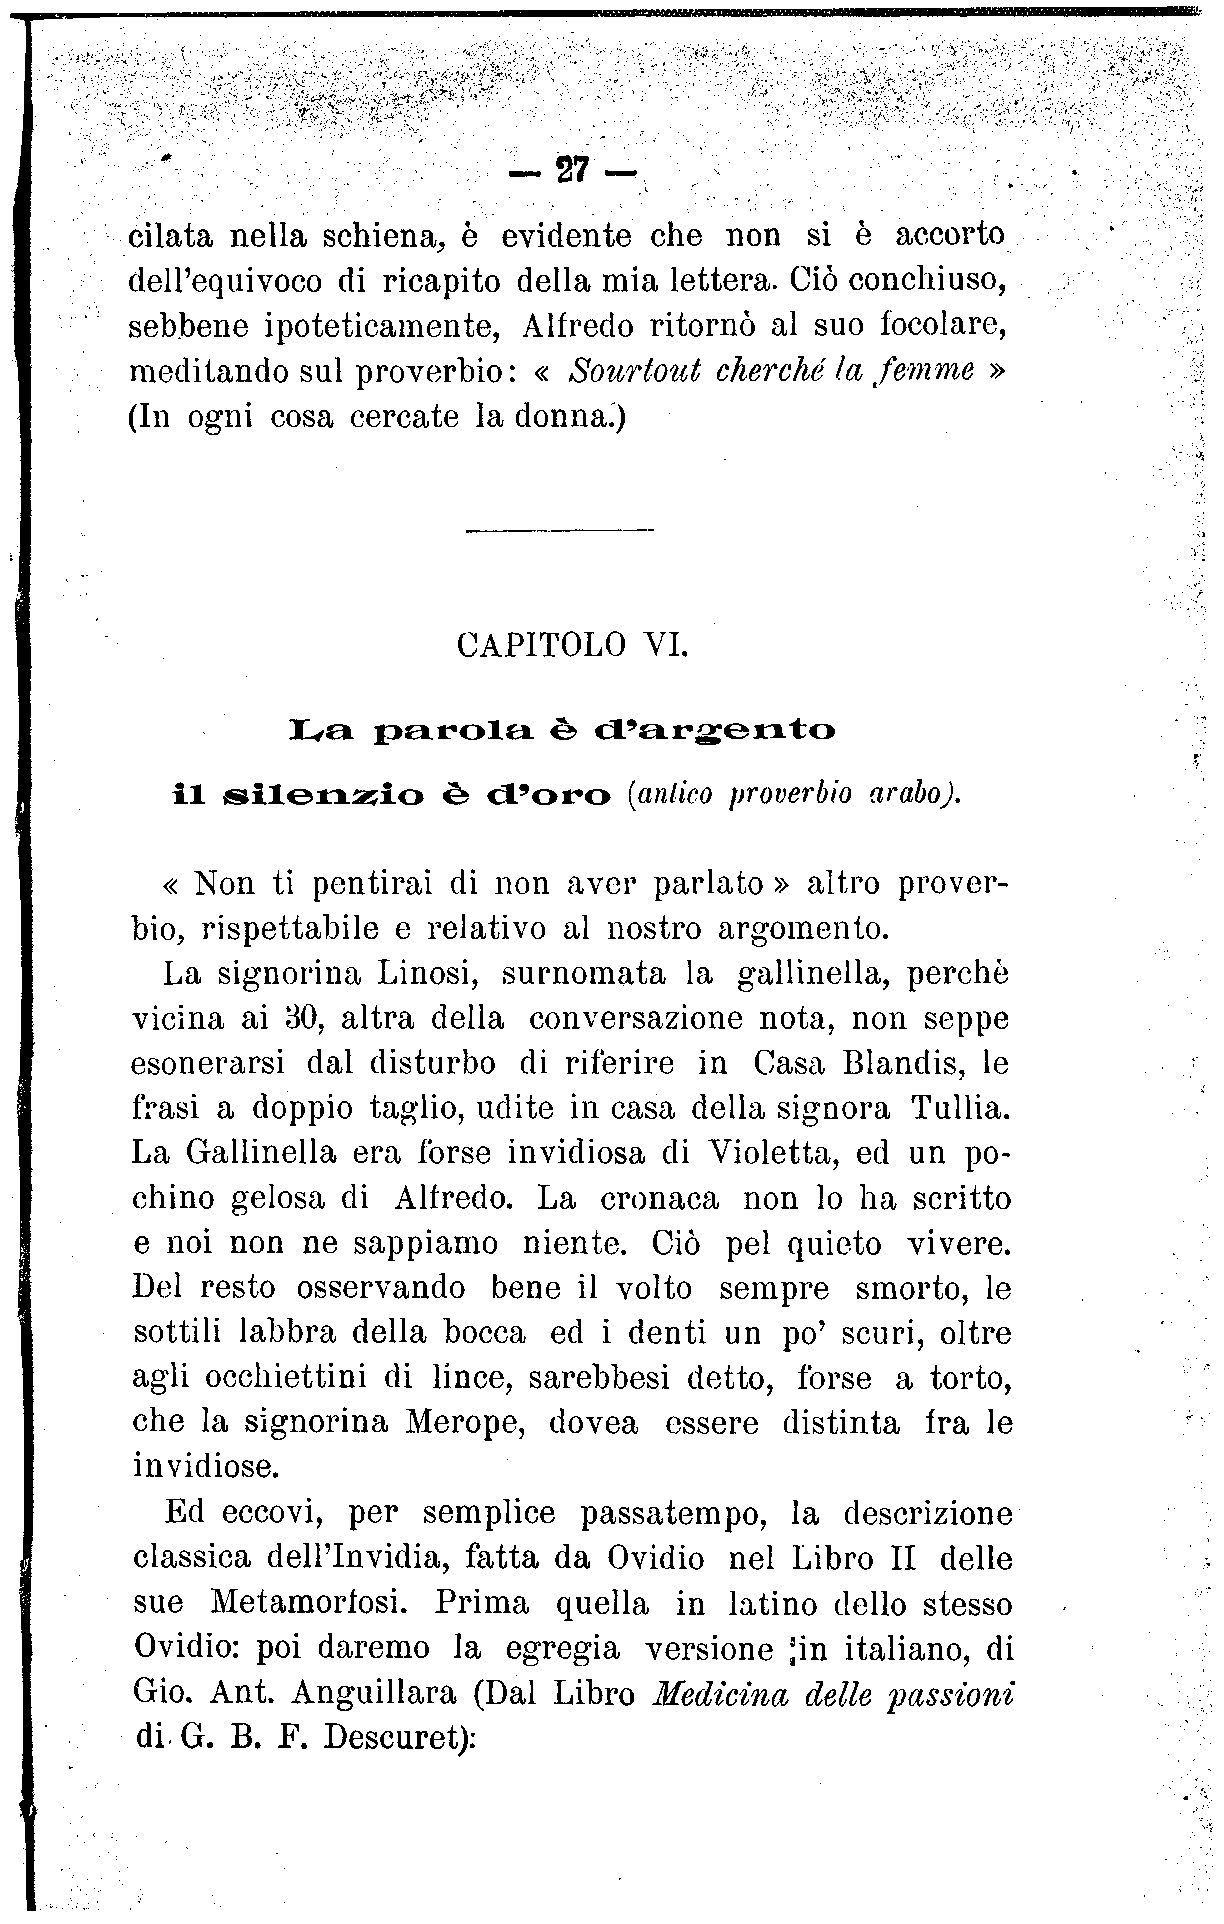 — 27 —
cilata nella schiena, è evidente che non si è accorto
dell'equivoco di ricapito della mia lettera. Ciò conchiuso,
sebbene ipoteticamente, Alfredo ritornò al suo focolare,
meditando sul proverbio: « Sourtout cherché la femme »
(In ogni cosa cercate la donna.)
CAPITOLO VI.
La parola è d'argento
il silenzio è d'oro (antico proverbio arabo).
« Non ti pentirai di non aver parlato » altro prover-
bio, rispettabile e relativo al nostro argomento.
La signorina Linosi, surnomata la gallinella, perchè
vicina ai 30, altra della conversazione nota, non seppe
esonerarsi dal disturbo di riferire in Casa Blandis, le
frasi a doppio taglio, udite in casa della signora Tullia.
La Gallinella era forse invidiosa di Violetta, ed un po-
chino gelosa di Alfredo. La cronaca non lo ha scritto
e noi non ne sappiamo niente. Ciò pel quieto vivere.
Del resto osservando bene il volto sempre smorto, le
sottili labbra della bocca ed i denti un po' scuri, oltre
agli occhiettini di lince, sarebbesi detto, forse a torto,
che la signorina Merope, dovea essere distinta fra le
invidiose.
Ed eccovi, per semplice passatempo, la descrizione
classica dell'Invidia, fatta da Ovidio nel Libro II delle
sue Metamorfosi. Prima quella in latino dello stesso
Ovidio: poi daremo la egregia versione in italiano, di
Gio. Ant. Anguillara (Dal Libro Medicina delle passioni
di G. B. F. Descuret):